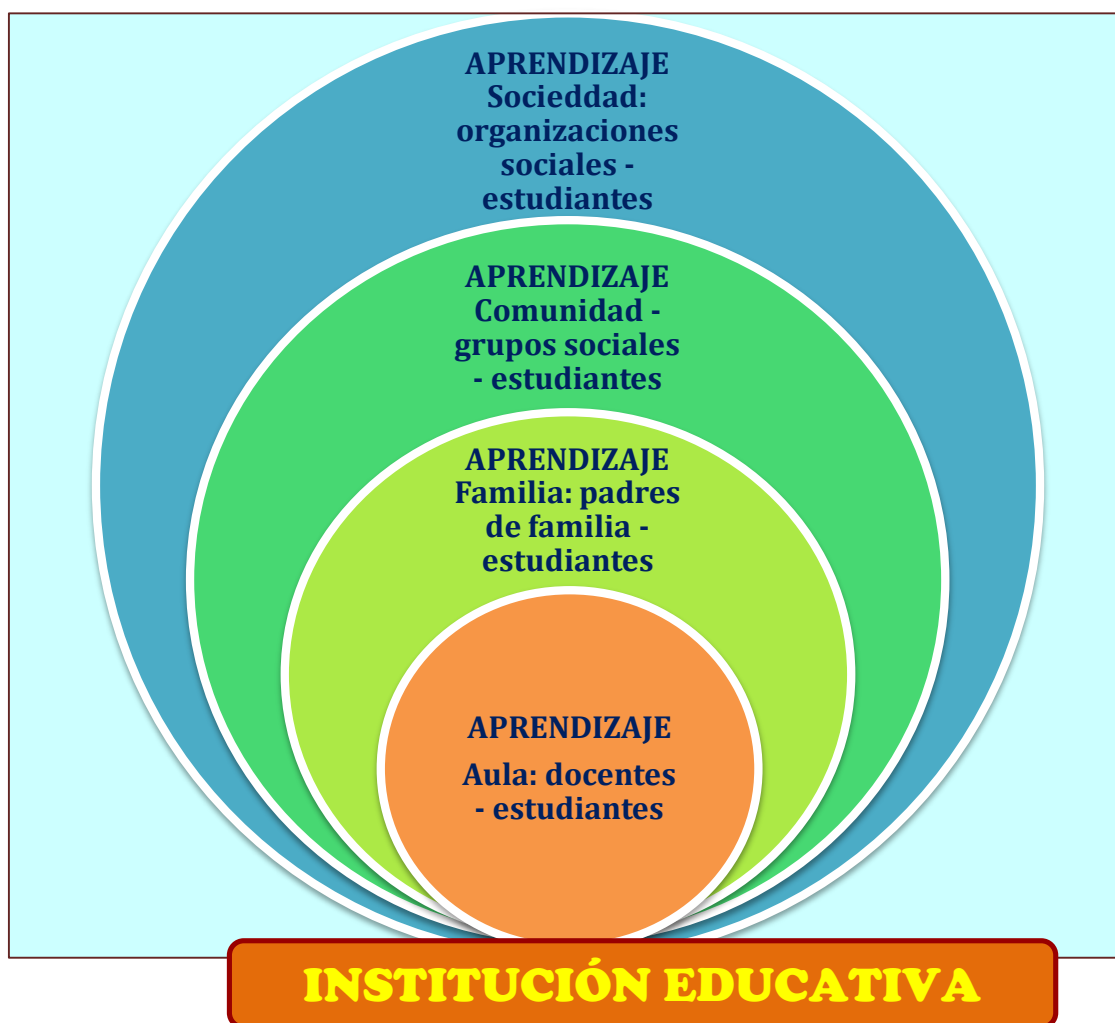 APRENDIZAJE
Socieddad:
organizaciones
sociales -
estudiantes
APRENDIZAJE
Comunidad -
grupos sociales
- estudiantes
APRENDIZAJE
Familia: padres
de familia -
estudiantes
APRENDIZAJE
Aula: docentes
- estudiantes
INSTITUCIÓN EDUCATIVA